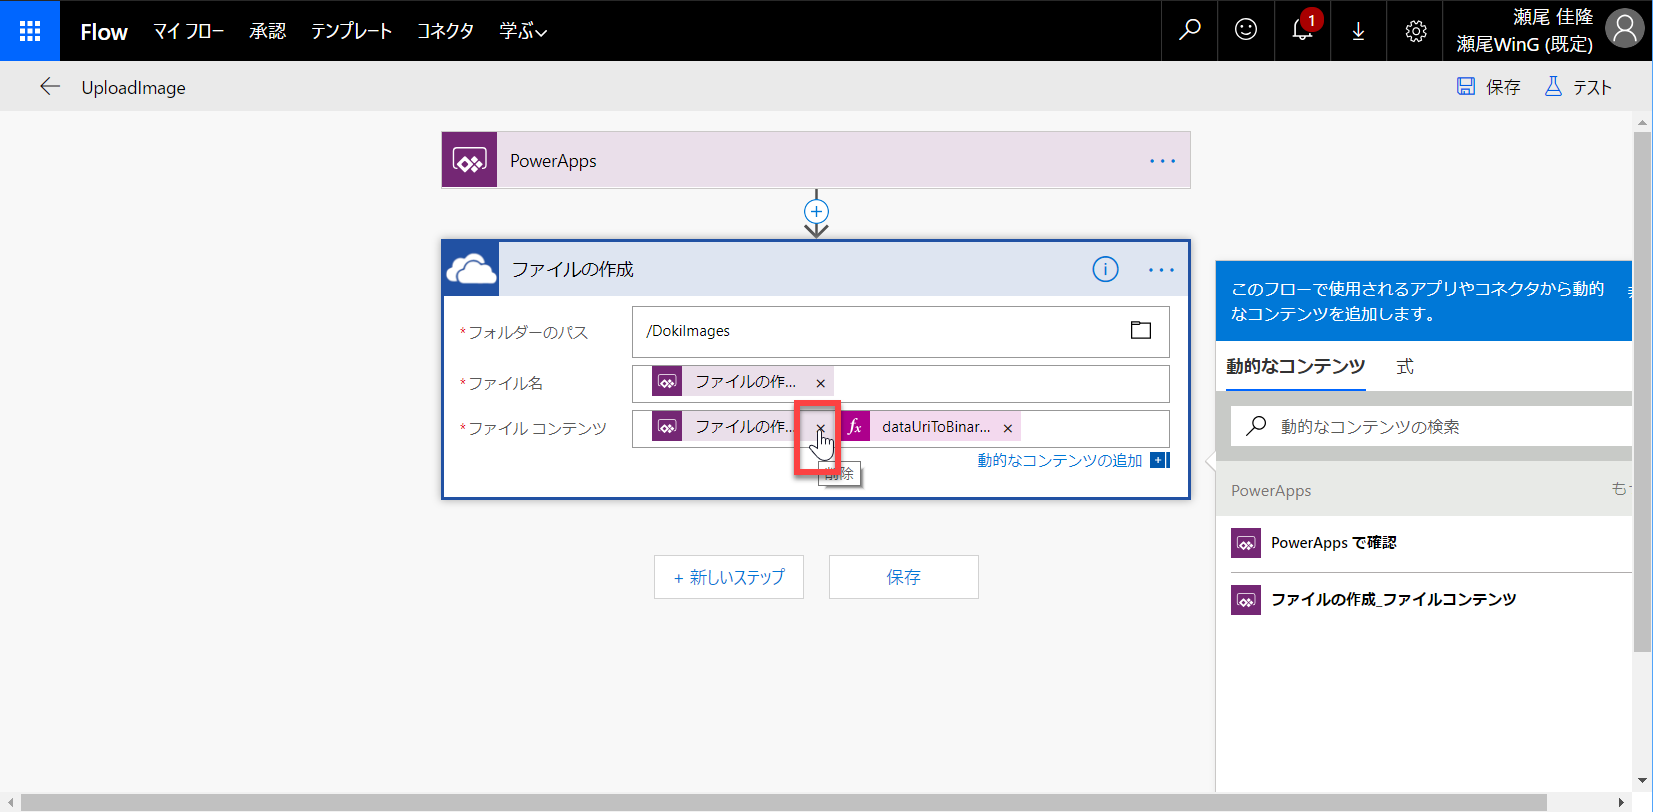 Flow マイ フロー 承認 テンプレート コネクタ 学ぶ
1
瀬尾 佳隆
瀬尾WinG (既定)
UploadImage
保存 テスト
PowerApps
ファイルの作成
*フォルダーのパス
/DokiImages
*ファイル名
ファイルの作... ×
*ファイル コンテンツ
ファイルの作... × fx dataUriToBinar... ×
動的なコンテンツの追加
削除
+ 新しいステップ
保存
このフローで使用されるアプリやコネクタから動的
なコンテンツを追加します。
動的なコンテンツ 式
動的なコンテンツの検索
PowerApps も
PowerApps で確認
ファイルの作成_ファイルコンテンツ